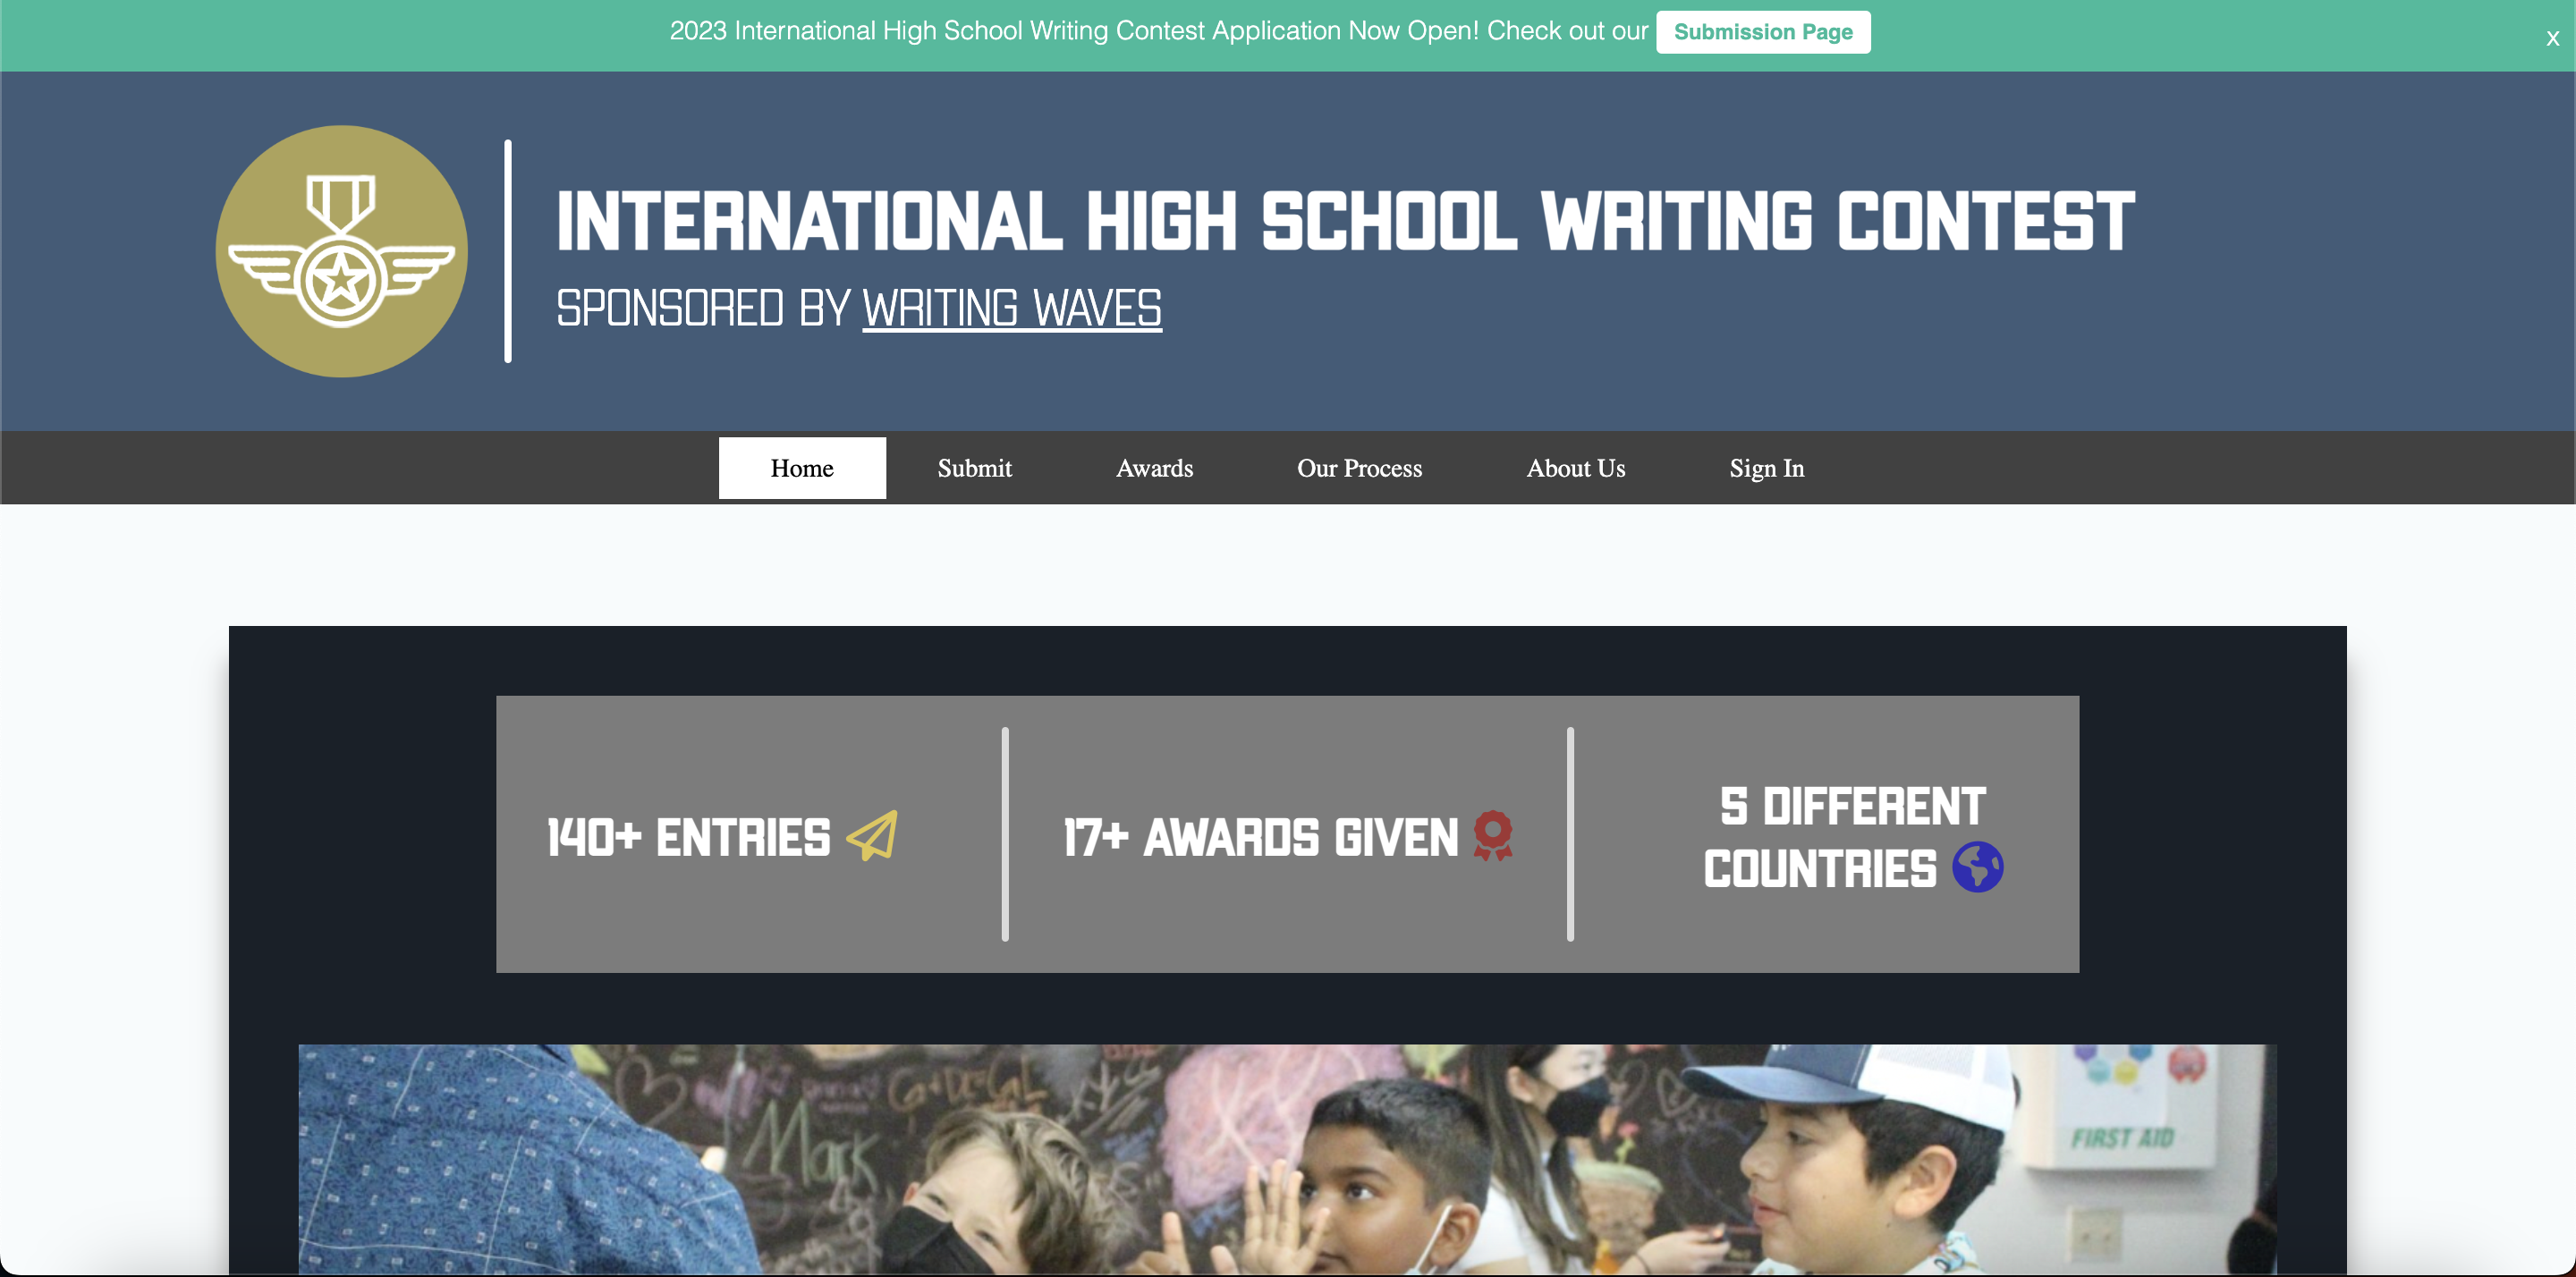 2023 International High School Writing Contest Application Now Open! Check out our Submission Page
x
INTERNATIONAL HIGH SCHOOL WRITING CONTEST
SPONSORED BY WRITING WAVES
Home Submit Awards Our Process About Us Sign In
140+ ENTRIES
17+ AWARDS GIVEN
5 DIFFERENT
COUNTRIES
Mark
FIRST AID